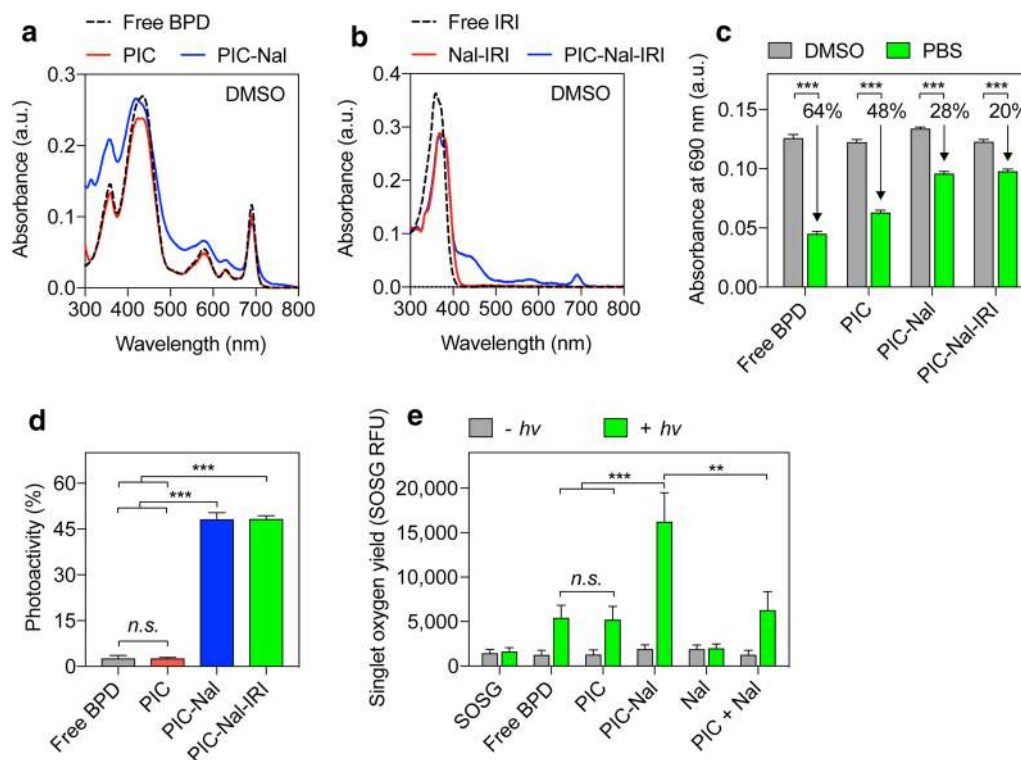 a
Free BPD
PIC
PIC-Nal
DMSO
Absorbance (a.u.)
0.3
0.2
0.1
0.0
300 400 500 600 700 800
Wavelength (nm)
b
Free IRI
Nal-IRI
PIC-Nal-IRI
DMSO
Absorbance (a.u.)
0.4
0.3
0.2
0.1
0.0
300 400 500 600 700 800
Wavelength (nm)
c
DMSO
PBS
Absorbance at 690 nm (a.u.)
*** *** *** ***
64% 48% 28% 20%
0.15
0.10
0.05
0.00
Free BPD
PIC
PIC-Nal
PIC-Nal-IRI
d
Photoactivity (%)
60
45
30
15
0
***
***
n.s.
Free BPD
PIC
PIC-Nal
PIC-Nal-IRI
e
- hv
+ hv
Singlet oxygen yield (SOSG RFU)
20,000
15,000
10,000
5,000
0
*** **
n.s.
SOSG
Free BPD
PIC
PIC-Nal
Nal
PIC + Nal